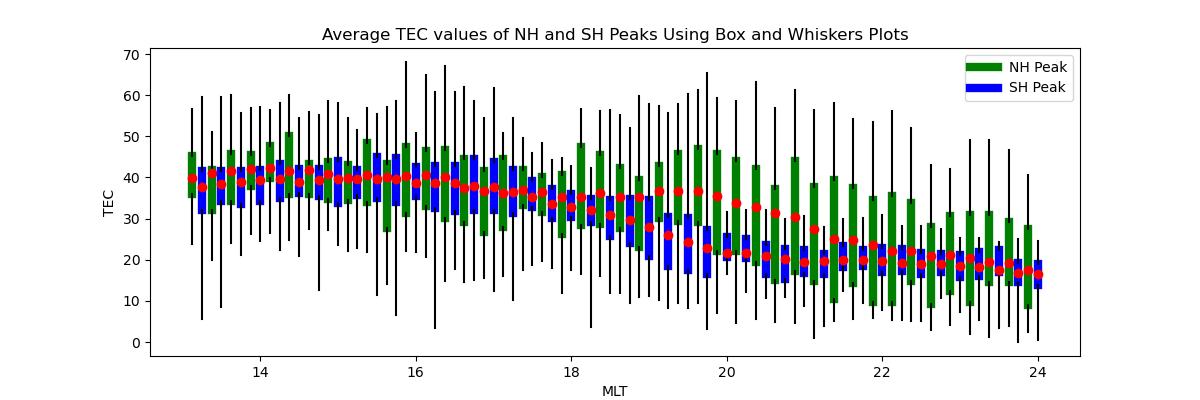 Average TEC values of NH and SH Peaks Using Box and Whiskers Plots
70
60
50
40
30
20
10
0
TEC
NH Peak
SH Peak
14
16
18
20
22
24
MLT